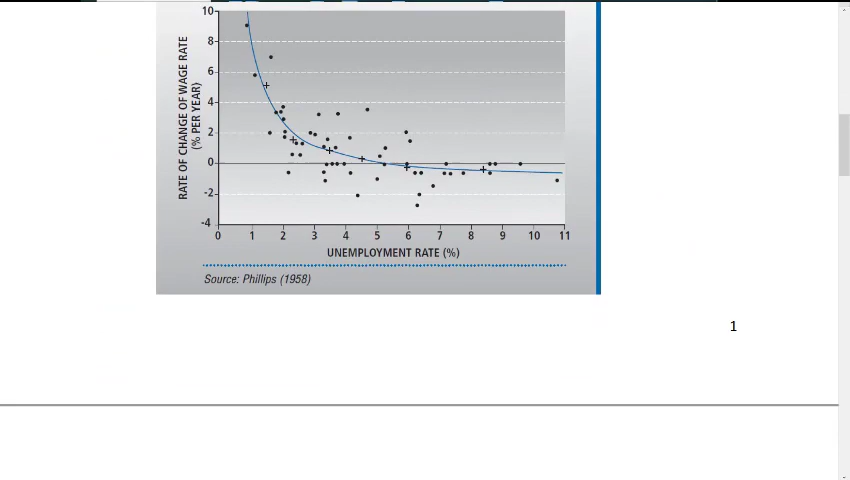 10
8
6
4
2
0
-2
-4
RATE OF CHANGE OF WAGE RATE
(% PER YEAR)
0 1 2 3 4 5 6 7 8 9 10 11
UNEMPLOYMENT RATE (%)
Source: Phillips (1958)
1